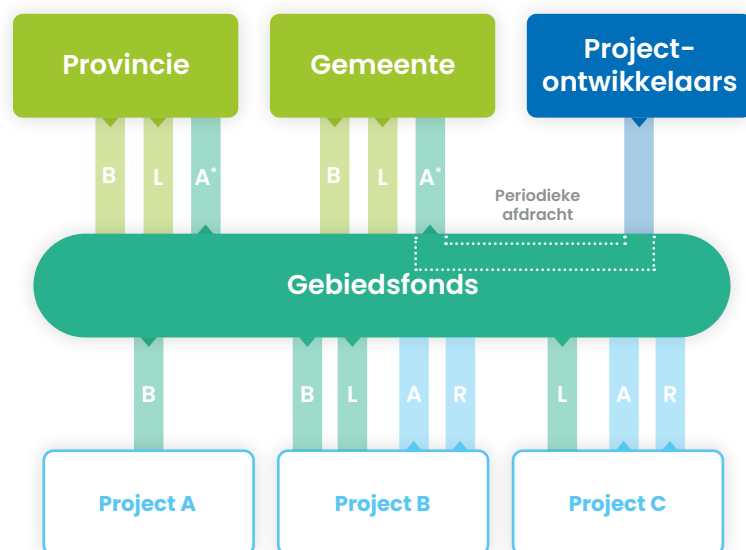 Provincie
Gemeente
Project-
ontwikkelaars
B
L
A*
B
L
A*
Periodieke
afdracht
Gebiedsfonds
B
B
L
A
R
L
A
R
Project A
Project B
Project C